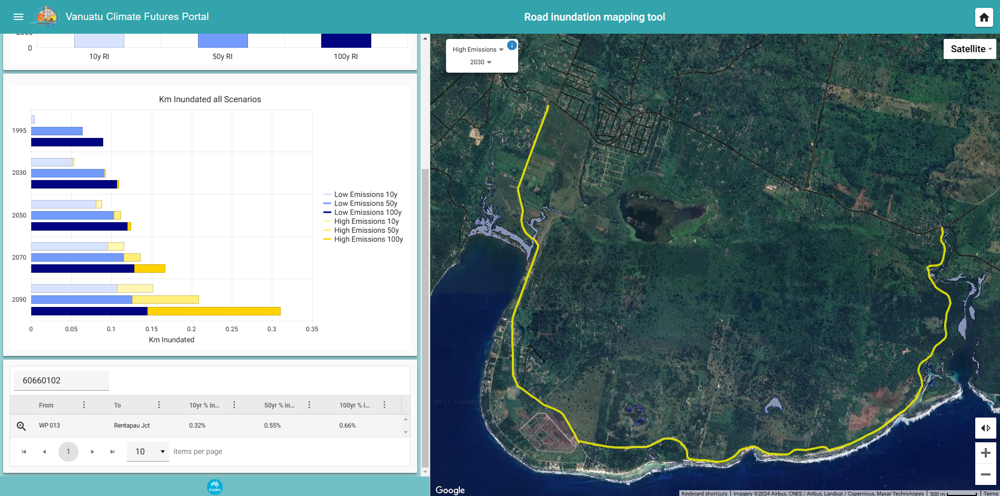 Vanuatu Climate Futures Portal
Road inundation mapping tool
0
10y RI
50y RI
100y RI
High Emissions
2030
i
Satellite
Km Inundated all Scenarios
1995
2030
2050
2070
2090
Low Emissions 10y
Low Emissions 50y
Low Emissions 100y
High Emissions 10y
High Emissions 50y
High Emissions 100y
0 0.05 0.1 0.15 0.2 0.25 0.3 0.35
Km Inundated
60660102
From To 10yr % in... 50yr % in... 100yr % i...
WP 013 Rentapau Jct 0.32% 0.55% 0.66%
1 10 items per page
CSIRO
2024 Google
Google
Google
Keyboard shortcuts Imagery ©2024 Airbus, CNES / Airbus, Landsat / Copernicus, Maxar Technologies 500 m Terms